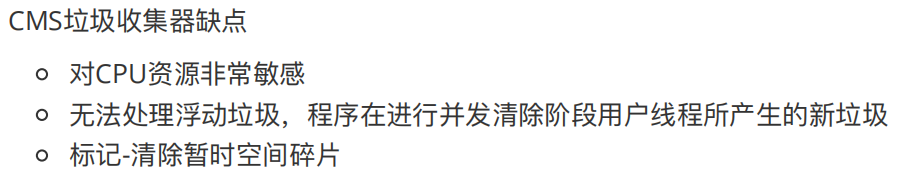 CMS垃圾收集器缺点
对CPU资源非常敏感
无法处理浮动垃圾，程序在进行并发清除阶段用户线程所产生的新垃圾
标记-清除暂时空间碎片